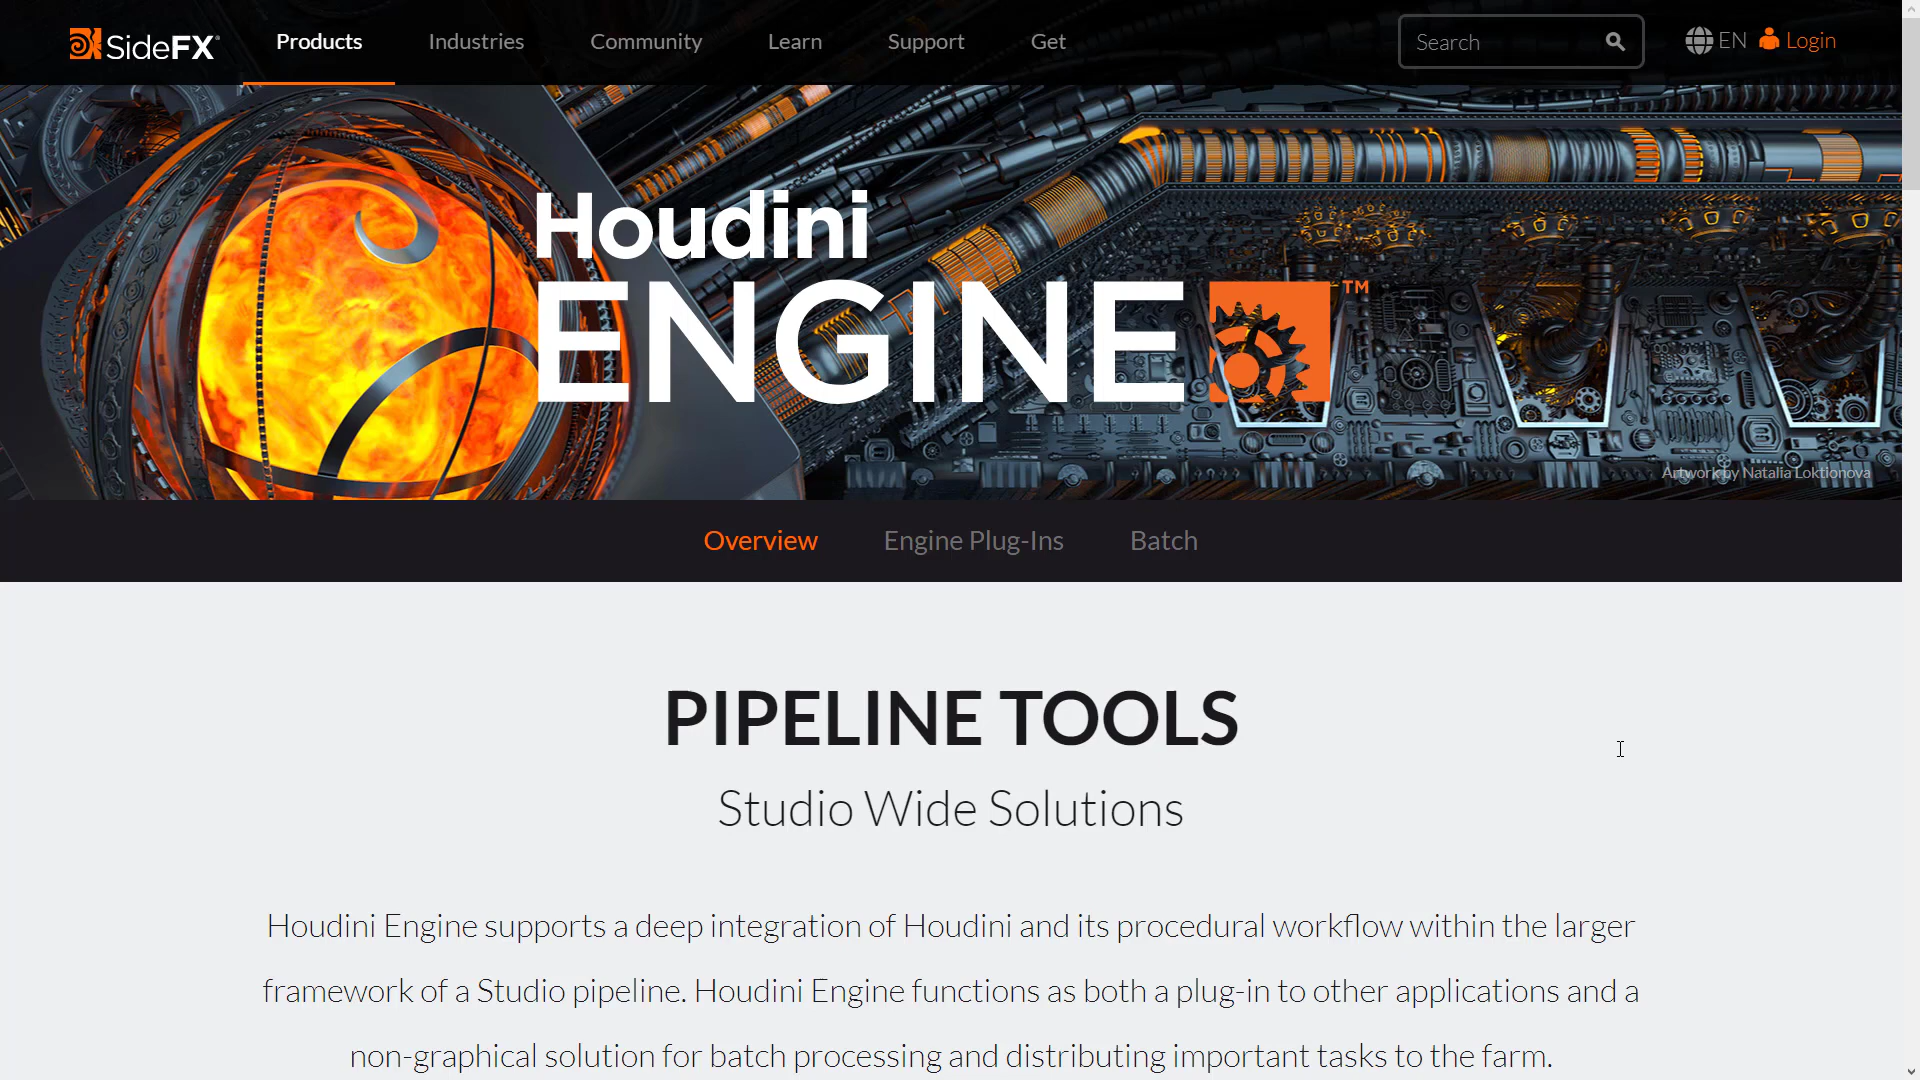 SideFX
Products
Industries
Community
Learn
Support
Get
Search
EN
Login
Houdini
ENGINE™
Artwork by Natalia Loktionova
Overview
Engine Plug-Ins
Batch
PIPELINE TOOLS
Studio Wide Solutions
Houdini Engine supports a deep integration of Houdini and its procedural workflow within the larger
framework of a Studio pipeline. Houdini Engine functions as both a plug-in to other applications and a
non-graphical solution for batch processing and distributing important tasks to the farm.